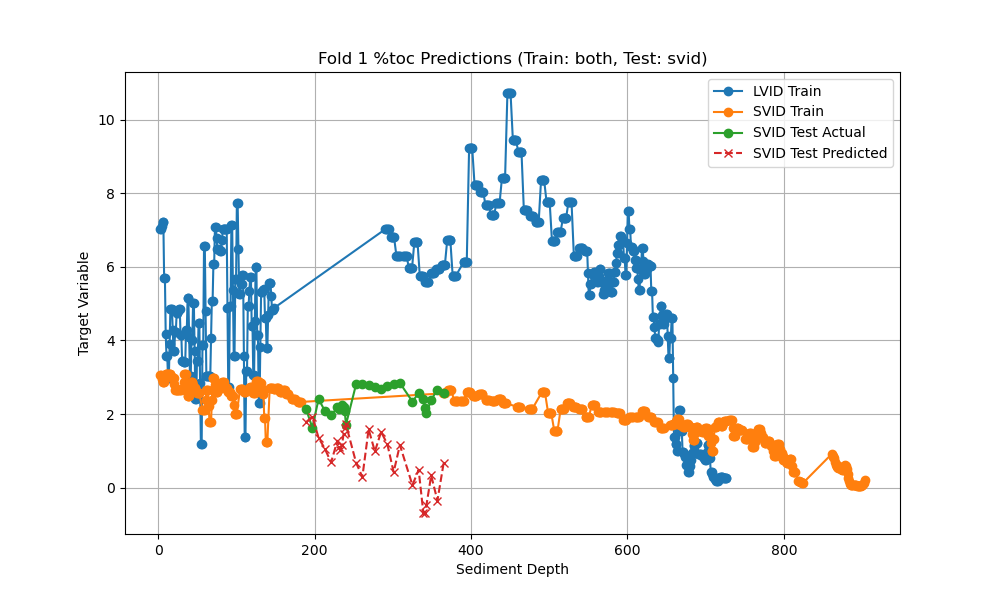 Fold 1 %toc Predictions (Train: both, Test: svid)
LVID Train
SVID Train
SVID Test Actual
SVID Test Predicted
Target Variable
10
8
6
4
2
0
0 200 400 600 800
Sediment Depth